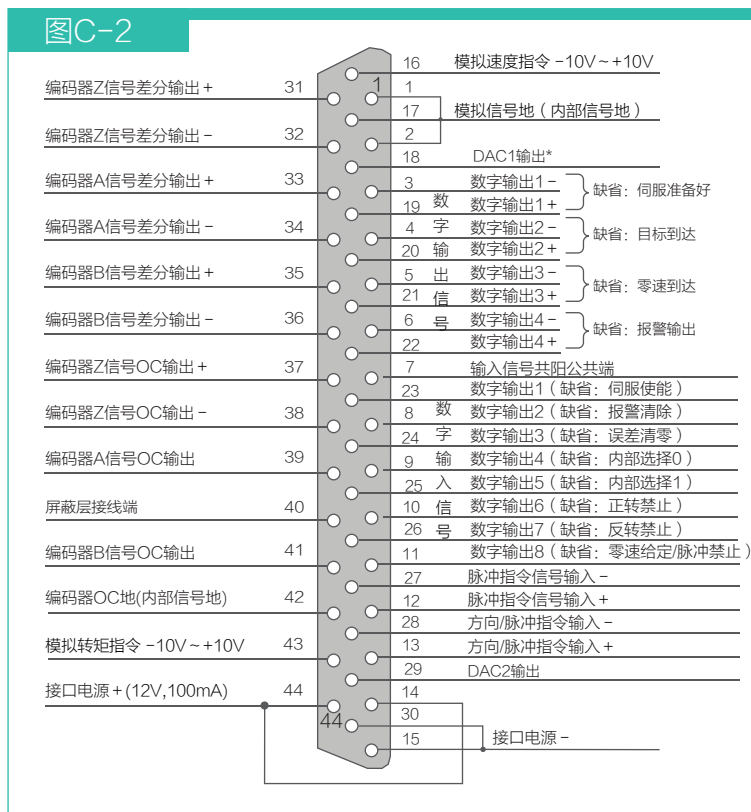 图C-2
16 模拟速度指令 -10V~+10V
编码器Z信号差分输出+ 31
1 1
17 模拟信号地(内部信号地)
编码器Z信号差分输出- 32
2
18 DAC1输出*
编码器A信号差分输出+ 33
3 数字输出1- 缺省:伺服准备好
19 数字输出1+
编码器A信号差分输出- 34
4 数字输出2- 缺省:目标到达
20 数字输出2+
编码器B信号差分输出+ 35
5 数字输出3- 缺省:零速到达
21 数字输出3+
编码器B信号差分输出- 36
6 数字输出4- 缺省:报警输出
22 数字输出4+
数字输出信号
编码器Z信号OC输出+ 37
7 输入信号共阳公共端
23 数字输出1(缺省:伺服使能)
编码器Z信号OC输出- 38
8 数字输出2(缺省:报警清除)
24 数字输出3(缺省:误差清零)
编码器A信号OC输出 39
9 数字输出4(缺省:内部选择0)
25 数字输出5(缺省:内部选择1)
屏蔽层接线端 40
10 数字输出6(缺省:正转禁止)
26 数字输出7(缺省:反转禁止)
数字输入信号
编码器B信号OC输出 41
11 数字输出8(缺省:零速给定/脉冲禁止)
27 脉冲指令信号输入-
编码器OC地(内部信号地) 42
12 脉冲指令信号输入+
28 方向/脉冲指令输入-
模拟转矩指令 -10V~+10V 43
13 方向/脉冲指令输入+
29 DAC2输出
接口电源+(12V,100mA) 44
14
44 30
15 接口电源-